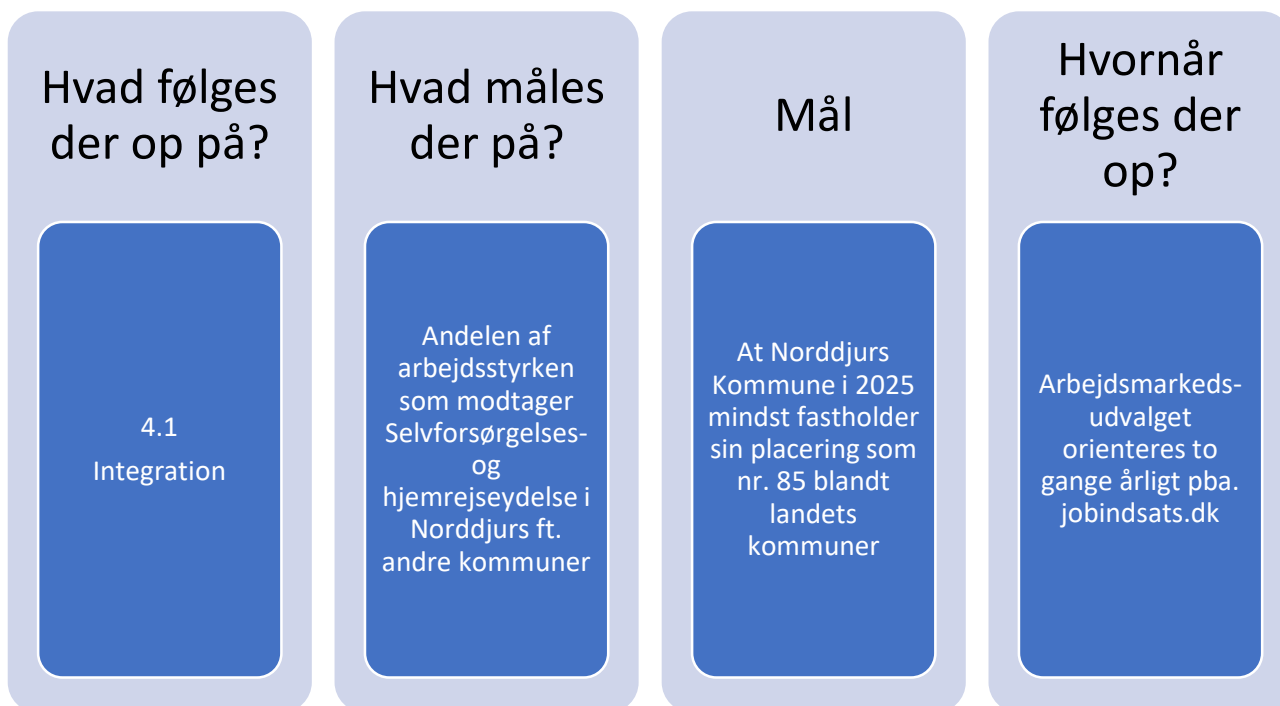 Hvad følges
der op på?
4.1
Integration
Hvad måles
der på?
Andelen af
arbejdsstyrken
som modtager
Selvforsørgelses-
og
hjemrejseydelse i
Norddjurs ft.
andre kommuner
Mål
At Norddjurs
Kommune i 2025
mindst fastholder
sin placering som
nr. 85 blandt
landets
kommuner
Hvornår
følges der
op?
Arbejdsmarkeds-
udvalget
orienteres to
gange årligt pba.
jobindsats.dk